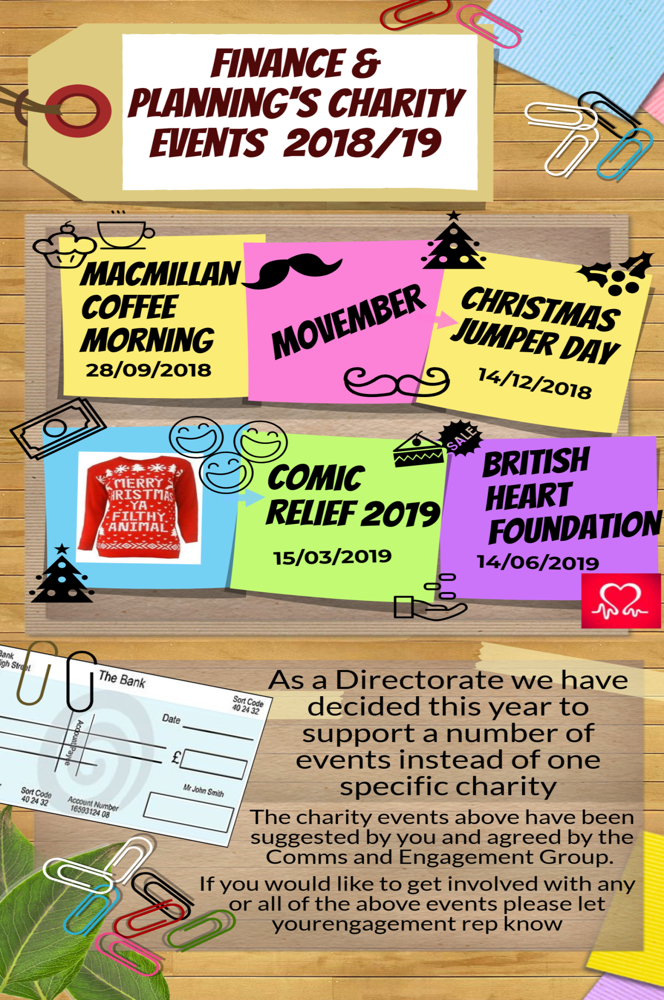 FINANCE &
PLANNING'S CHARITY
EVENTS 2018/19
MACMILLAN
COFFEE
MORNING
28/09/2018
MOVEMBER
CHRISTMAS
JUMPER DAY
14/12/2018
MERRY
HRISTMAS
YA
FILTHY
ANIMAL
COMIC
RELIEF 2019
15/03/2019
SALE
BRITISH
HEART
FOUNDATION
14/06/2019
Bank
igh Street
The Bank
Sort Code
40 24 32
Date
Account Payee
£
Mr John Smith
Sort Code
40 24 32
Account Number
16593124 08
As a Directorate we have
decided this year to
support a number of
events instead of one
specific charity
The charity events above have been
suggested by you and agreed by the
Comms and Engagement Group.
If you would like to get involved with any
or all of the above events please let
yourengagement rep know